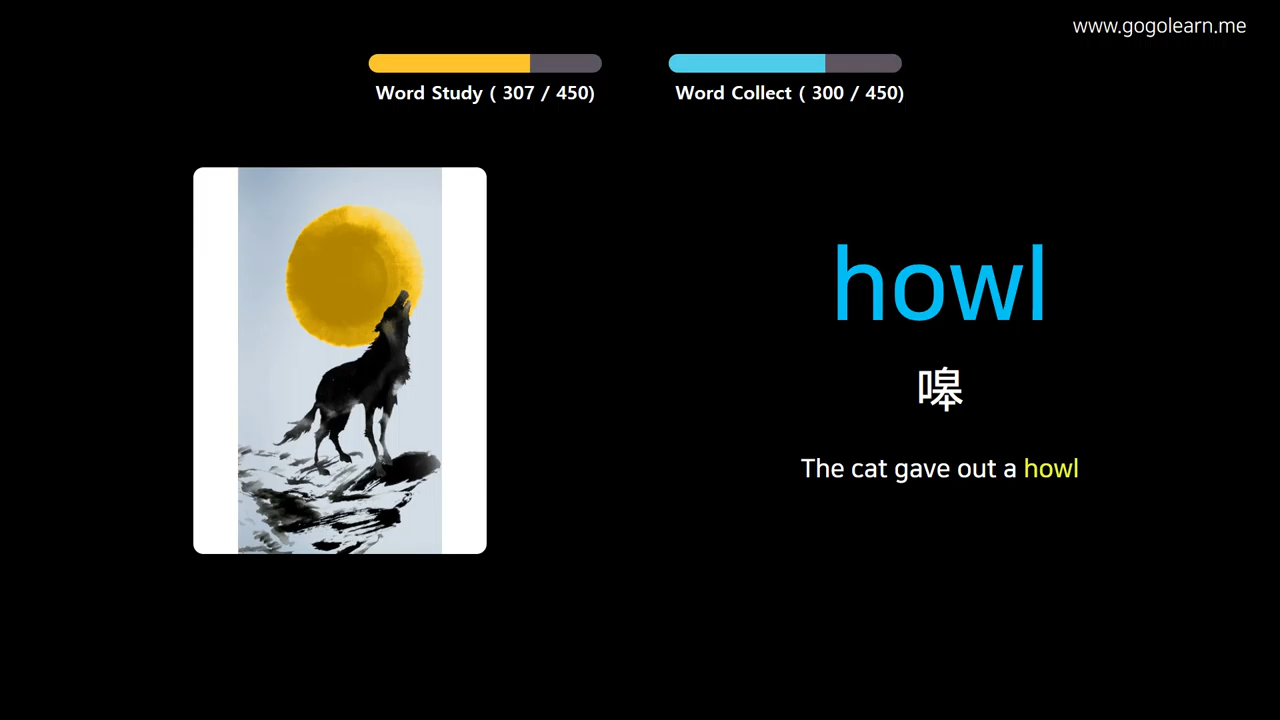 www.gogolearn.me
Word Study ( 307 / 450)
Word Collect ( 300 / 450)
howl
嗥
The cat gave out a howl